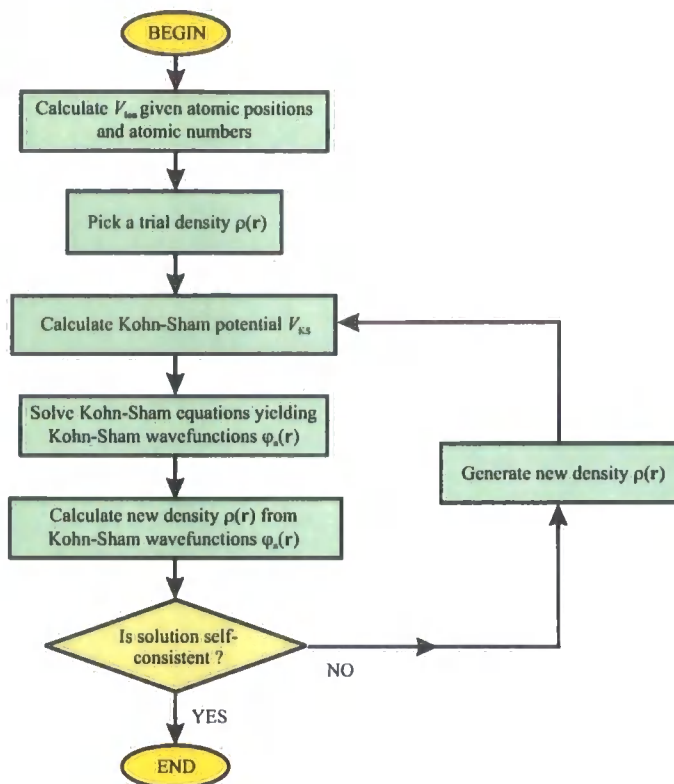 BEGIN
Calculate V_ion given atomic positions
and atomic numbers
Pick a trial density ρ(r)
Calculate Kohn-Sham potential V_KS
Solve Kohn-Sham equations yielding
Kohn-Sham wavefunctions φ_n(r)
Calculate new density ρ(r) from
Kohn-Sham wavefunctions φ_n(r)
Generate new density ρ(r)
Is solution self-
consistent ?
NO
YES
END